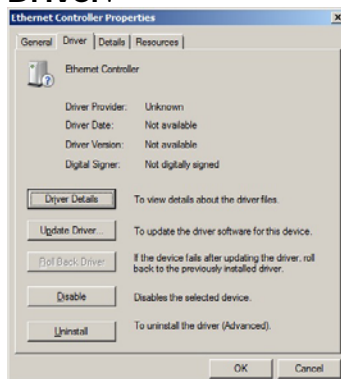 Ethernet Controller Properties
General Driver Details Resources
Ethernet Controller
Driver Provider: Unknown
Driver Date: Not available
Driver Version: Not available
Digital Signer: Not digitally signed
Driver Details To view details about the driver files.
Update Driver... To update the driver software for this device.
Roll Back Driver If the device fails after updating the driver, roll
back to the previously installed driver.
Disable Disables the selected device.
Uninstall To uninstall the driver (Advanced).
OK Cancel